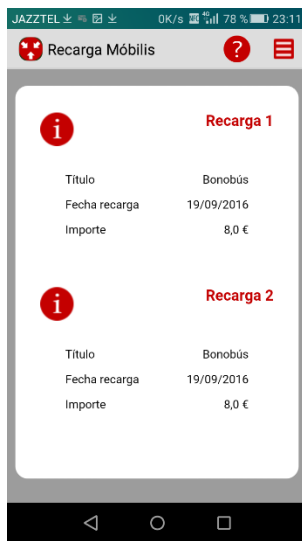 JAZZTEL 0K/s 4G 78 % 23:11
Recarga Móbilis ?
i Recarga 1
Título Bonobús
Fecha recarga 19/09/2016
Importe 8,0 €
i Recarga 2
Título Bonobús
Fecha recarga 19/09/2016
Importe 8,0 €